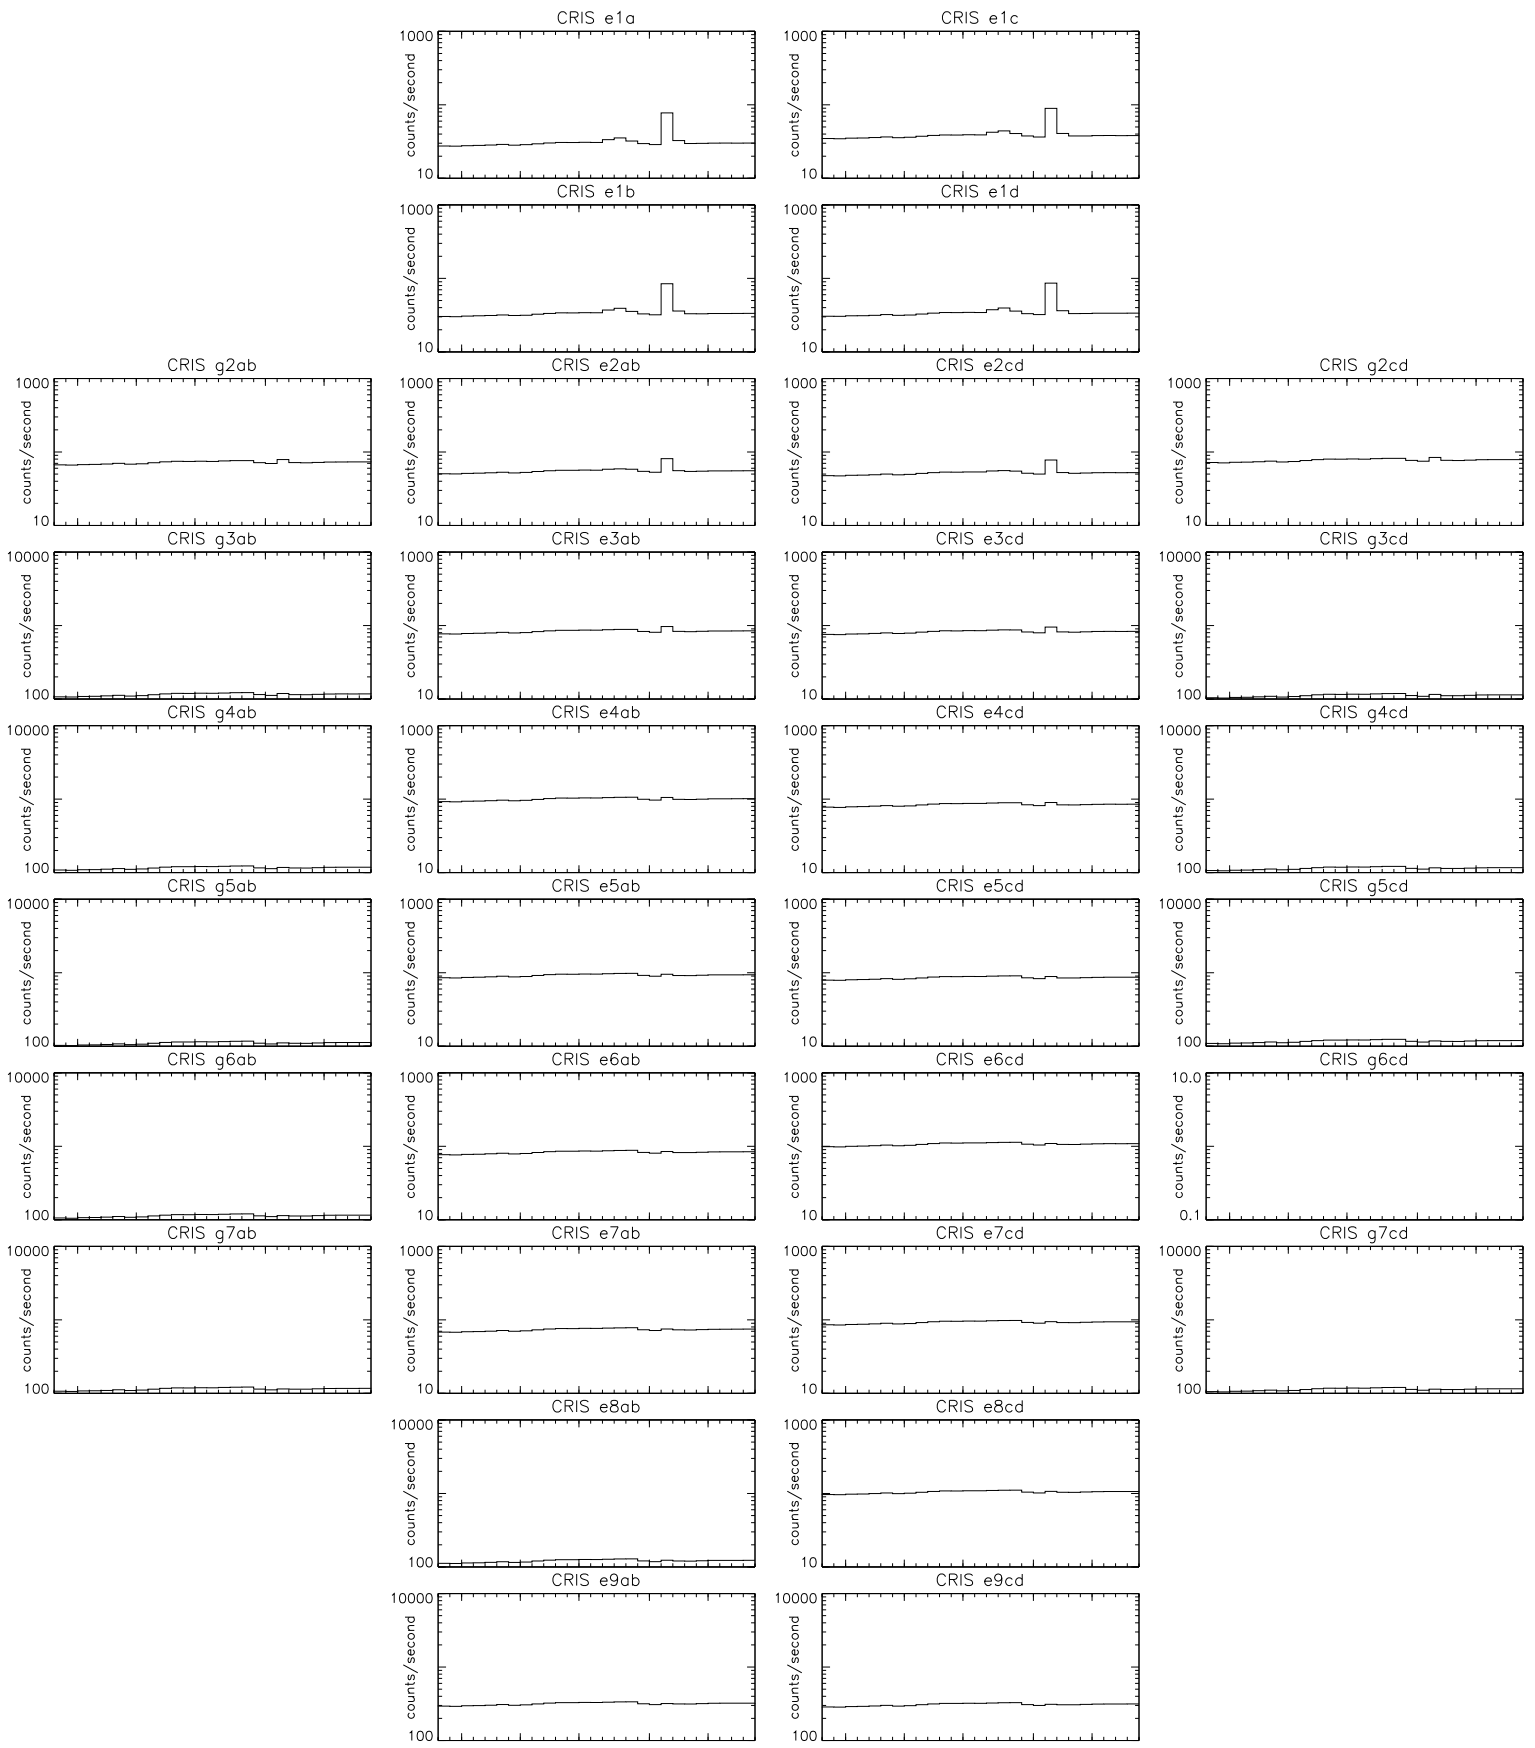 CRIS e1a
CRIS e1c
1000
counts/second
10
1000
counts/second
10
CRIS e1b
CRIS e1d
1000
counts/second
10
1000
counts/second
10
CRIS g2ab
CRIS e2ab
CRIS e2cd
CRIS g2cd
1000
counts/second
10
1000
counts/second
10
1000
counts/second
10
1000
counts/second
10
CRIS g3ab
CRIS e3ab
CRIS e3cd
CRIS g3cd
10000
counts/second
100
1000
counts/second
10
1000
counts/second
10
10000
counts/second
100
CRIS g4ab
CRIS e4ab
CRIS e4cd
CRIS g4cd
10000
counts/second
100
1000
counts/second
10
1000
counts/second
10
10000
counts/second
100
CRIS g5ab
CRIS e5ab
CRIS e5cd
CRIS g5cd
10000
counts/second
100
1000
counts/second
10
1000
counts/second
10
10000
counts/second
100
CRIS g6ab
CRIS e6ab
CRIS e6cd
CRIS g6cd
10000
counts/second
100
1000
counts/second
10
1000
counts/second
10
10.0
counts/second
0.1
CRIS g7ab
CRIS e7ab
CRIS e7cd
CRIS g7cd
10000
counts/second
100
1000
counts/second
10
1000
counts/second
10
10000
counts/second
100
CRIS e8ab
CRIS e8cd
10000
counts/second
100
1000
counts/second
10
CRIS e9ab
CRIS e9cd
10000
counts/second
100
10000
counts/second
100